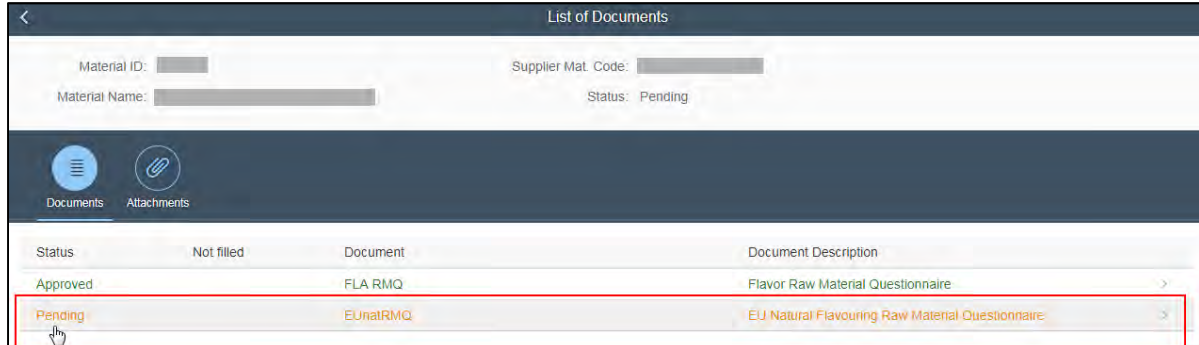 List of Documents
Material ID: Supplier Mat. Code:
Material Name: Status: Pending
Documents Attachments
Status Not filled Document Document Description
Approved FLA RMQ Flavor Raw Material Questionnaire
Pending EUnatRMQ EU Natural Flavouring Raw Material Questionnaire